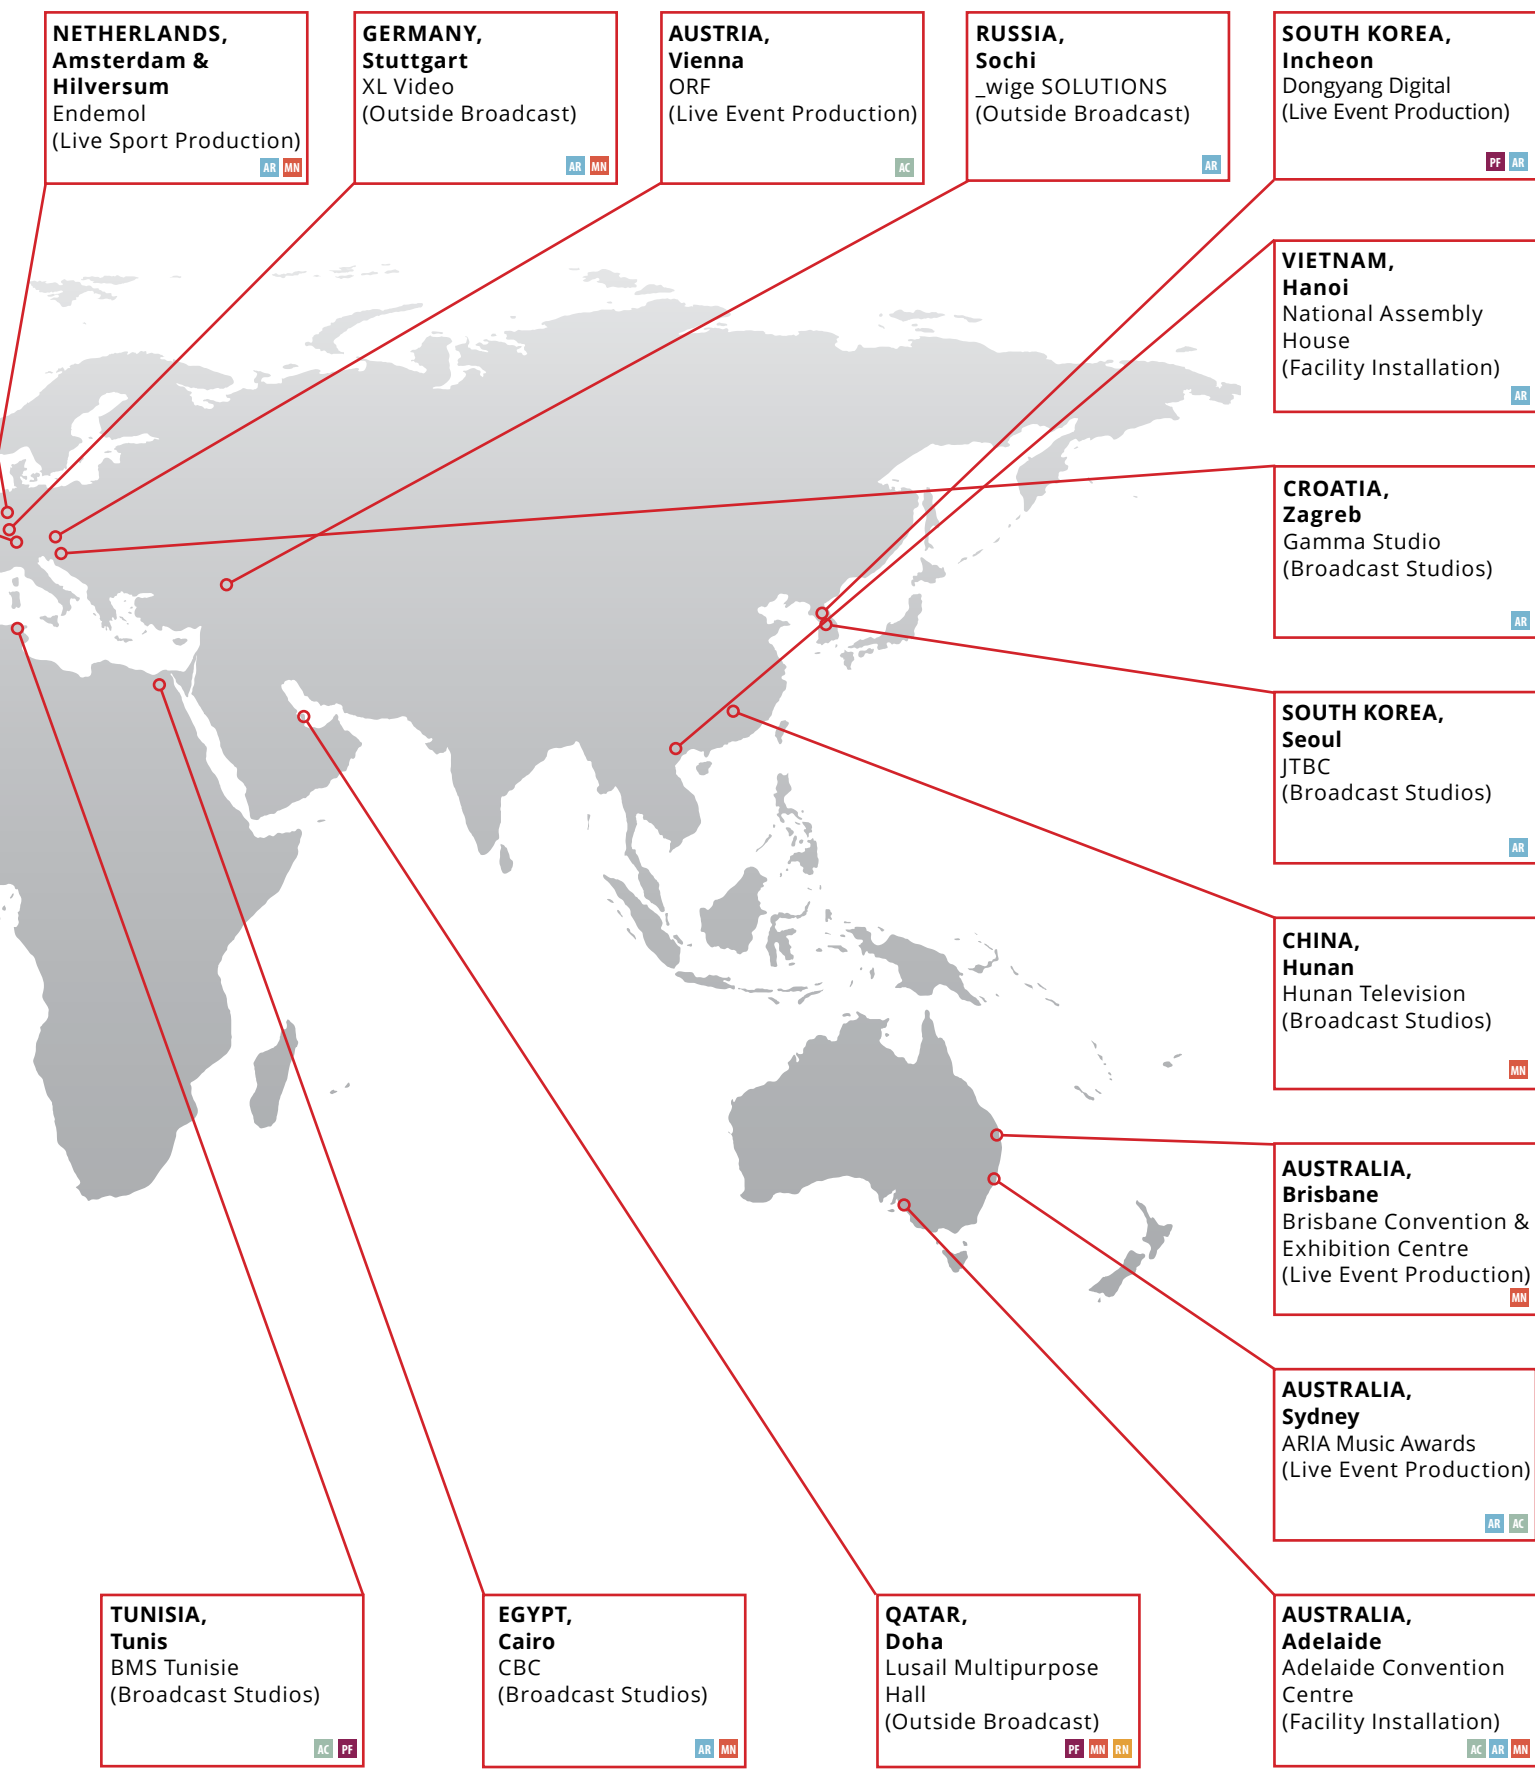 NETHERLANDS,
Amsterdam &
Hilversum
Endemol
(Live Sport Production)
AR MN
GERMANY,
Stuttgart
XL Video
(Outside Broadcast)
AR MN
AUSTRIA,
Vienna
ORF
(Live Event Production)
AC
RUSSIA,
Sochi
_wige SOLUTIONS
(Outside Broadcast)
AR
SOUTH KOREA,
Incheon
Dongyang Digital
(Live Event Production)
PF AR
VIETNAM,
Hanoi
National Assembly
House
(Facility Installation)
AR
CROATIA,
Zagreb
Gamma Studio
(Broadcast Studios)
AR
SOUTH KOREA,
Seoul
JTBC
(Broadcast Studios)
AR
CHINA,
Hunan
Hunan Television
(Broadcast Studios)
MN
AUSTRALIA,
Brisbane
Brisbane Convention &
Exhibition Centre
(Live Event Production)
MN
AUSTRALIA,
Sydney
ARIA Music Awards
(Live Event Production)
AR AC
TUNISIA,
Tunis
BMS Tunisie
(Broadcast Studios)
AC PF
EGYPT,
Cairo
CBC
(Broadcast Studios)
AR MN
QATAR,
Doha
Lusail Multipurpose
Hall
(Outside Broadcast)
PF MN RN
AUSTRALIA,
Adelaide
Adelaide Convention
Centre
(Facility Installation)
AC AR MN